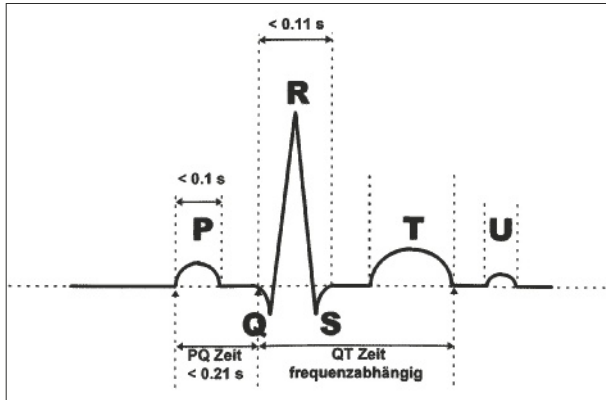 < 0.11 s
R
< 0.1 s
P
T
U
Q
S
PQ Zeit
< 0.21 s
QT Zeit
frequenzabhängig